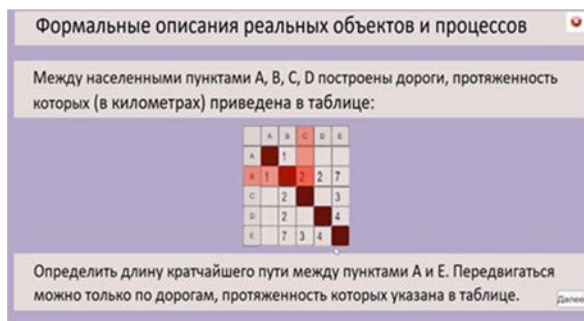 Формальные описания реальных объектов и процессов
Между населенными пунктами A, B, C, D построены дороги, протяженность
которых (в километрах) приведена в таблице:
A B C D E
A 1
B 1 2 2 7
C 2 3
D 2 4
E 7 3 4
Определить длину кратчайшего пути между пунктами A и E. Передвигаться
можно только по дорогам, протяженность которых указана в таблице.
Далее